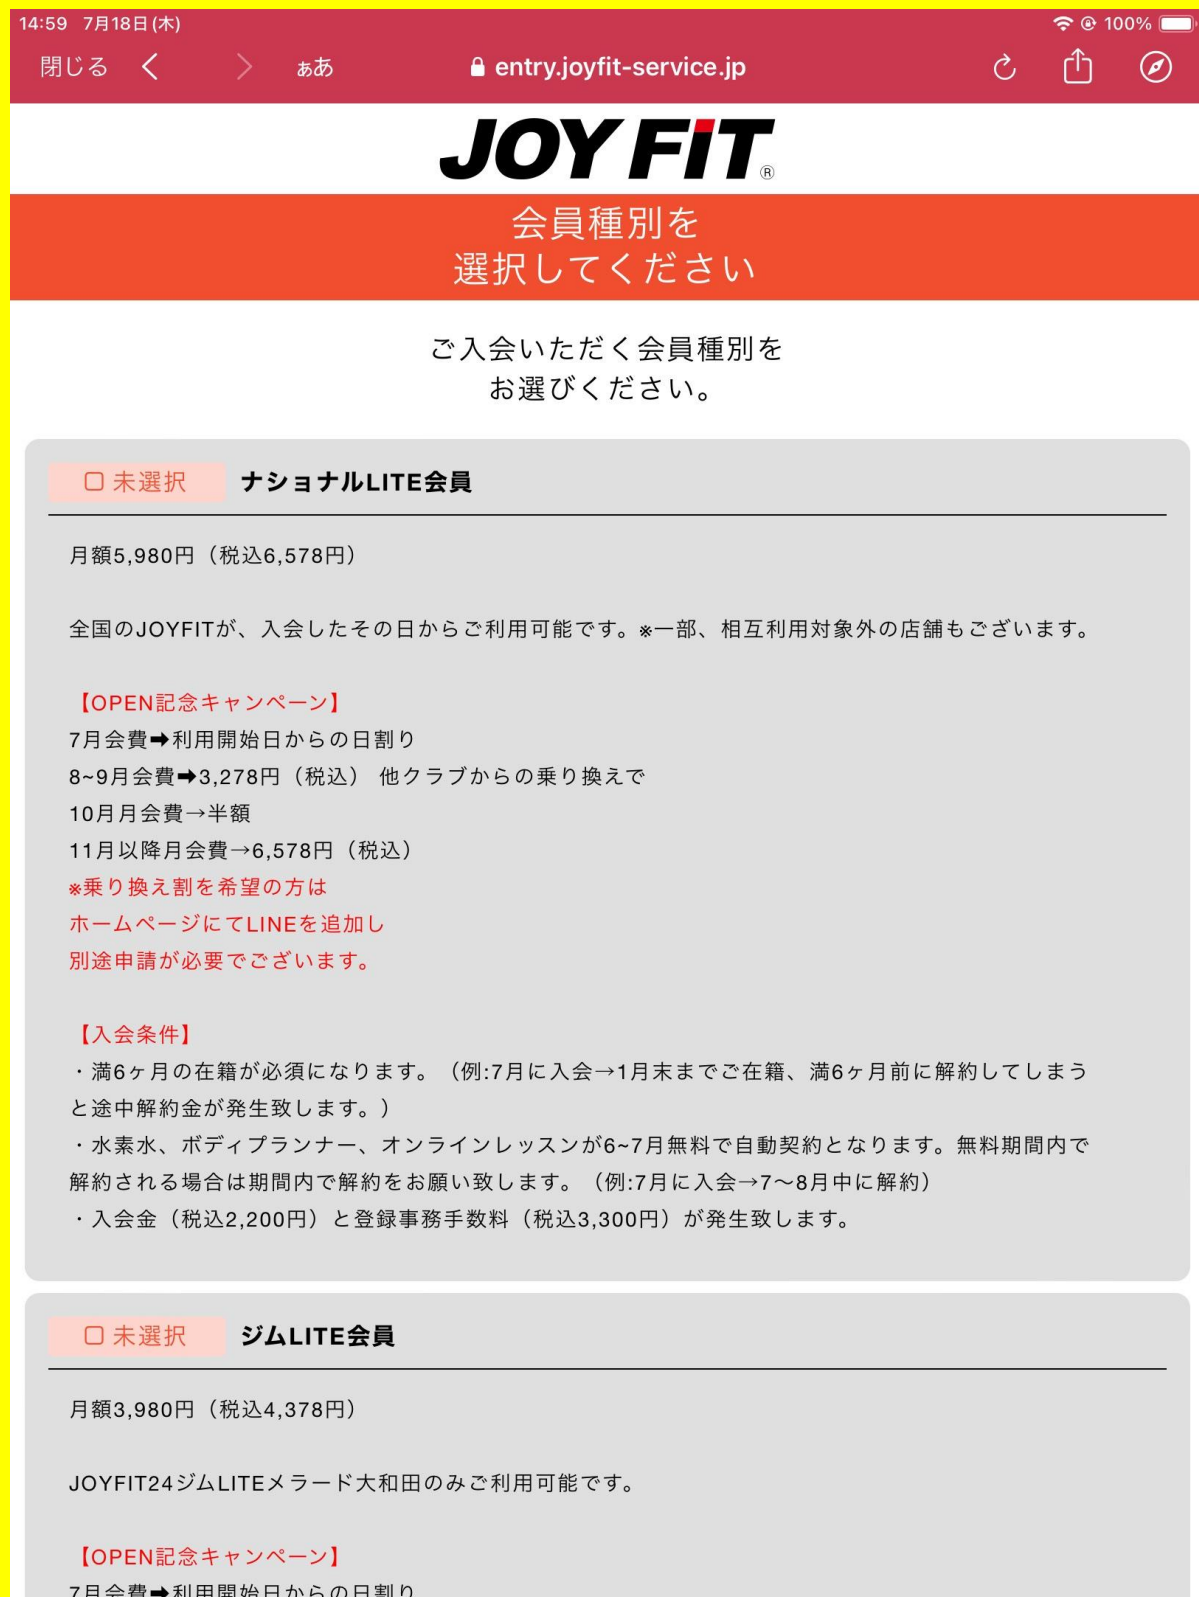 14:59 7月18日(木)
100%
閉じる
ぁあ
entry.joyfit-service.jp
JOYFIT®
会員種別を
選択してください
ご入会いただく会員種別を
お選びください。
未選択 ナショナルLITE会員
月額5,980円（税込6,578円）
全国のJOYFITが、入会したその日からご利用可能です。※一部、相互利用対象外の店舗もございます。
【OPEN記念キャンペーン】
7月会費➡利用開始日からの日割り
8~9月会費➡3,278円（税込） 他クラブからの乗り換えで
10月月会費→半額
11月以降月会費→6,578円（税込）
※乗り換え割を希望の方は
ホームページにてLINEを追加し
別途申請が必要でございます。
【入会条件】
・満6ヶ月の在籍が必須になります。（例:7月に入会→1月末までご在籍、満6ヶ月前に解約してしまう
と途中解約金が発生致します。）
・水素水、ボディプランナー、オンラインレッスンが6~7月無料で自動契約となります。無料期間内で
解約される場合は期間内で解約をお願い致します。（例:7月に入会→7〜8月中に解約）
・入会金（税込2,200円）と登録事務手数料（税込3,300円）が発生致します。
未選択 ジムLITE会員
月額3,980円（税込4,378円）
JOYFIT24ジムLITEメラード大和田のみご利用可能です。
【OPEN記念キャンペーン】
7月会費➡利用開始日からの日割り